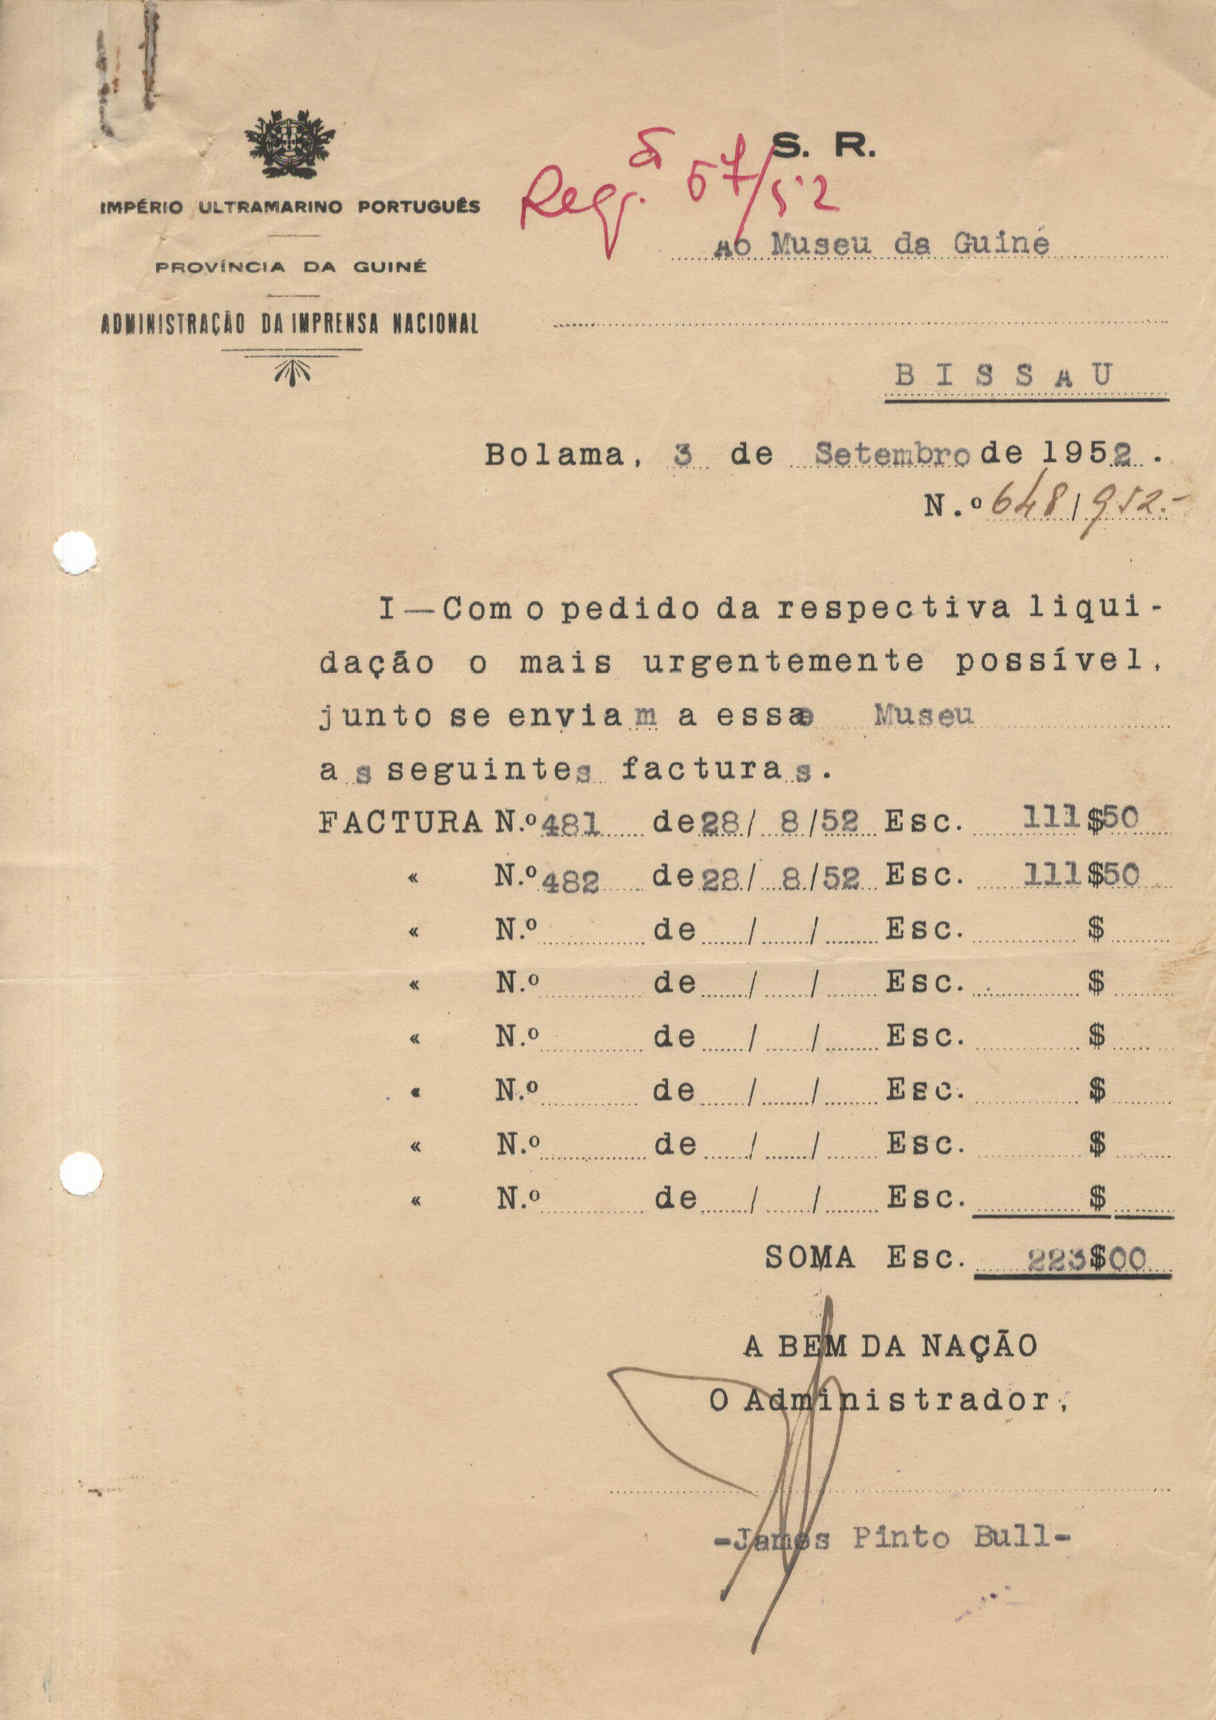 S. R.
Reg.ª 57/52
IMPÉRIO ULTRAMARINO PORTUGUÊS
Ao Museu da Guiné
PROVÍNCIA DA GUINÉ
ADMINISTRAÇÃO DA IMPRENSA NACIONAL
BISSAU
Bolama, 3 de Setembro de 1952.
N.º 648/952.-
I—Com o pedido da respectiva liqui-
dação o mais urgentemente possível,
junto se enviam a esse Museu
as seguintes facturas.
FACTURA N.º 481 de 28/ 8/52 Esc. 111$50
« N.º 482 de 28/ 8/52 Esc. 111$50
« N.º de / / Esc. $
« N.º de / / Esc. $
« N.º de / / Esc. $
« N.º de / / Esc. $
« N.º de / / Esc. $
« N.º de / / Esc. $
SOMA Esc. 223$00
A BEM DA NAÇÃO
O Administrador,
-James Pinto Bull-